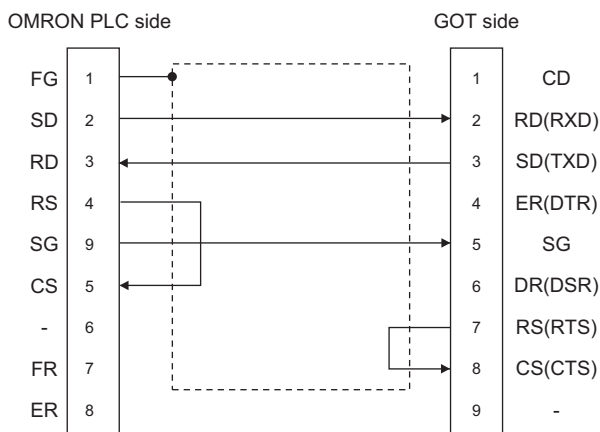 OMRON PLC side GOT side
FG 1 1 CD
SD 2 2 RD(RXD)
RD 3 3 SD(TXD)
RS 4 4 ER(DTR)
SG 9 5 SG
CS 5 6 DR(DSR)
- 6 7 RS(RTS)
FR 7 8 CS(CTS)
ER 8 9 -